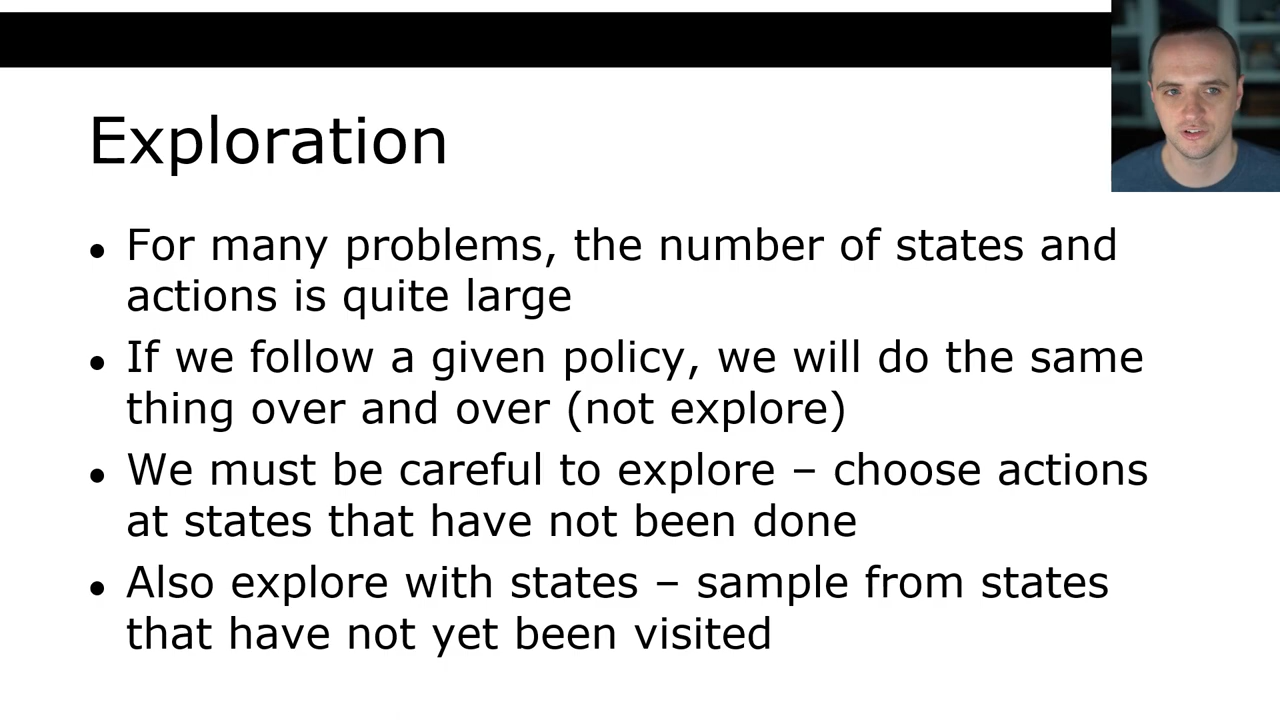 Exploration
● For many problems, the number of states and
actions is quite large
● If we follow a given policy, we will do the same
thing over and over (not explore)
● We must be careful to explore – choose actions
at states that have not been done
● Also explore with states – sample from states
that have not yet been visited